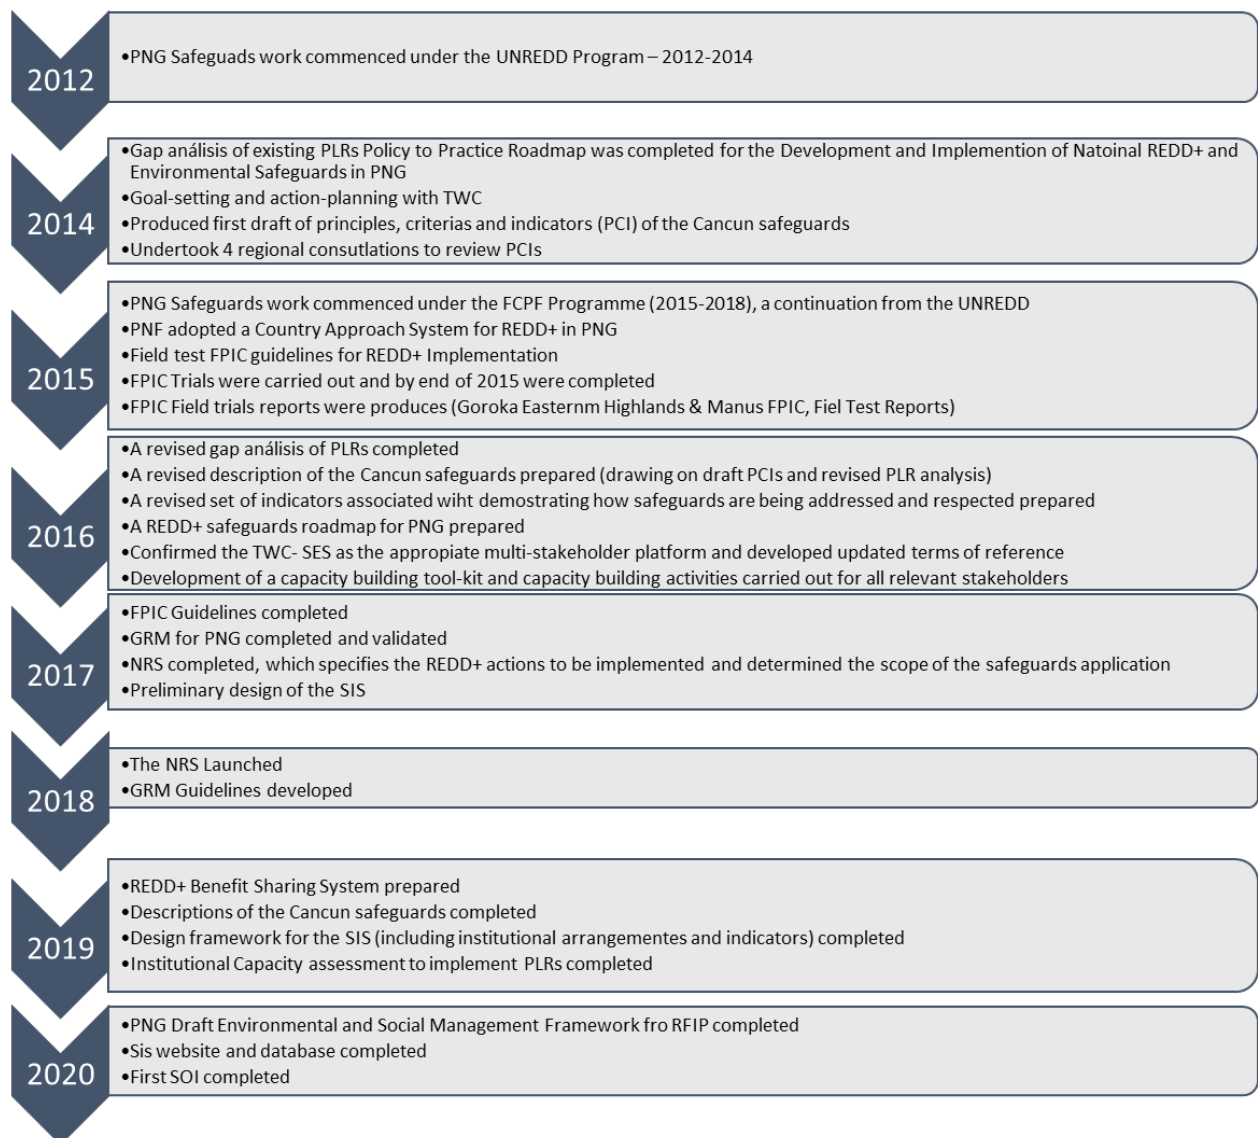 2012
•PNG Safeguads work commenced under the UNREDD Program – 2012-2014
2014
•Gap análisis of existing PLRs Policy to Practice Roadmap was completed for the Development and Implemention of Natoinal REDD+ and
Environmental Safeguards in PNG
•Goal-setting and action-planning with TWC
•Produced first draft of principles, criterias and indicators (PCI) of the Cancun safeguards
•Undertook 4 regional consutlations to review PCIs
2015
•PNG Safeguards work commenced under the FCPF Programme (2015-2018), a continuation from the UNREDD
•PNF adopted a Country Approach System for REDD+ in PNG
•Field test FPIC guidelines for REDD+ Implementation
•FPIC Trials were carried out and by end of 2015 were completed
•FPIC Field trials reports were produces (Goroka Easternm Highlands & Manus FPIC, Fiel Test Reports)
2016
•A revised gap análisis of PLRs completed
•A revised description of the Cancun safeguards prepared (drawing on draft PCIs and revised PLR analysis)
•A revised set of indicators associated wiht demostrating how safeguards are being addressed and respected prepared
•A REDD+ safeguards roadmap for PNG prepared
•Confirmed the TWC- SES as the appropiate multi-stakeholder platform and developed updated terms of reference
•Development of a capacity building tool-kit and capacity building activities carried out for all relevant stakeholders
2017
•FPIC Guidelines completed
•GRM for PNG completed and validated
•NRS completed, which specifies the REDD+ actions to be implemented and determined the scope of the safeguards application
•Preliminary design of the SIS
2018
•The NRS Launched
•GRM Guidelines developed
2019
•REDD+ Benefit Sharing System prepared
•Descriptions of the Cancun safeguards completed
•Design framework for the SIS (including institutional arrangementes and indicators) completed
•Institutional Capacity assessment to implement PLRs completed
2020
•PNG Draft Environmental and Social Management Framework fro RFIP completed
•Sis website and database completed
•First SOI completed